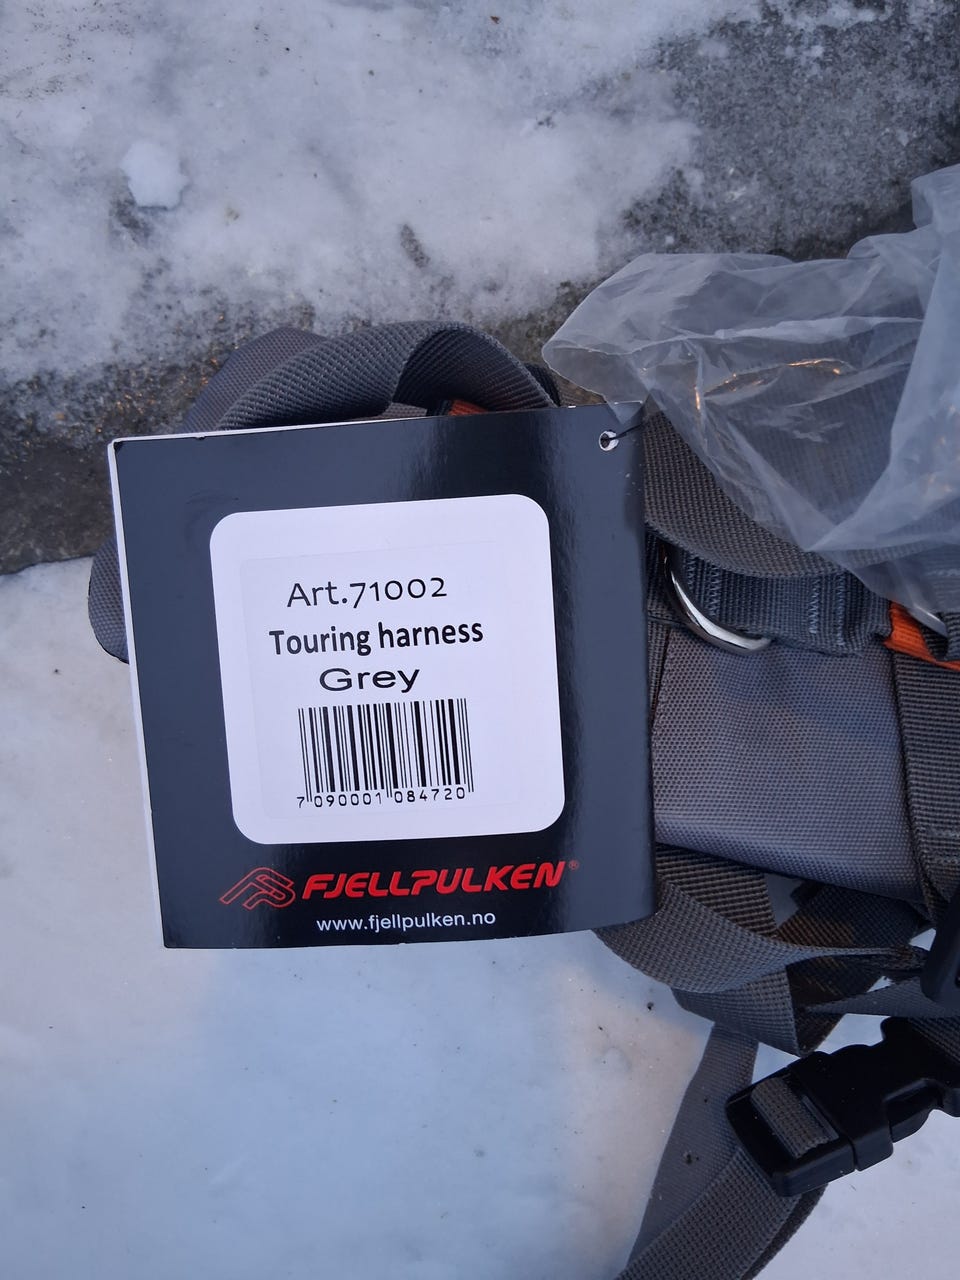 Art.71002
Touring harness
Grey
7 090001 084720
FJELLPULKEN®
www.fjellpulken.no